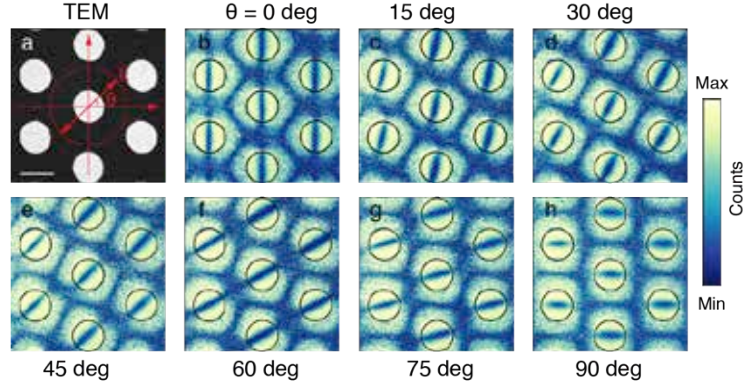 TEM
θ = 0 deg
15 deg
30 deg
a
b
c
d
Max
Counts
Min
e
f
g
h
45 deg
60 deg
75 deg
90 deg